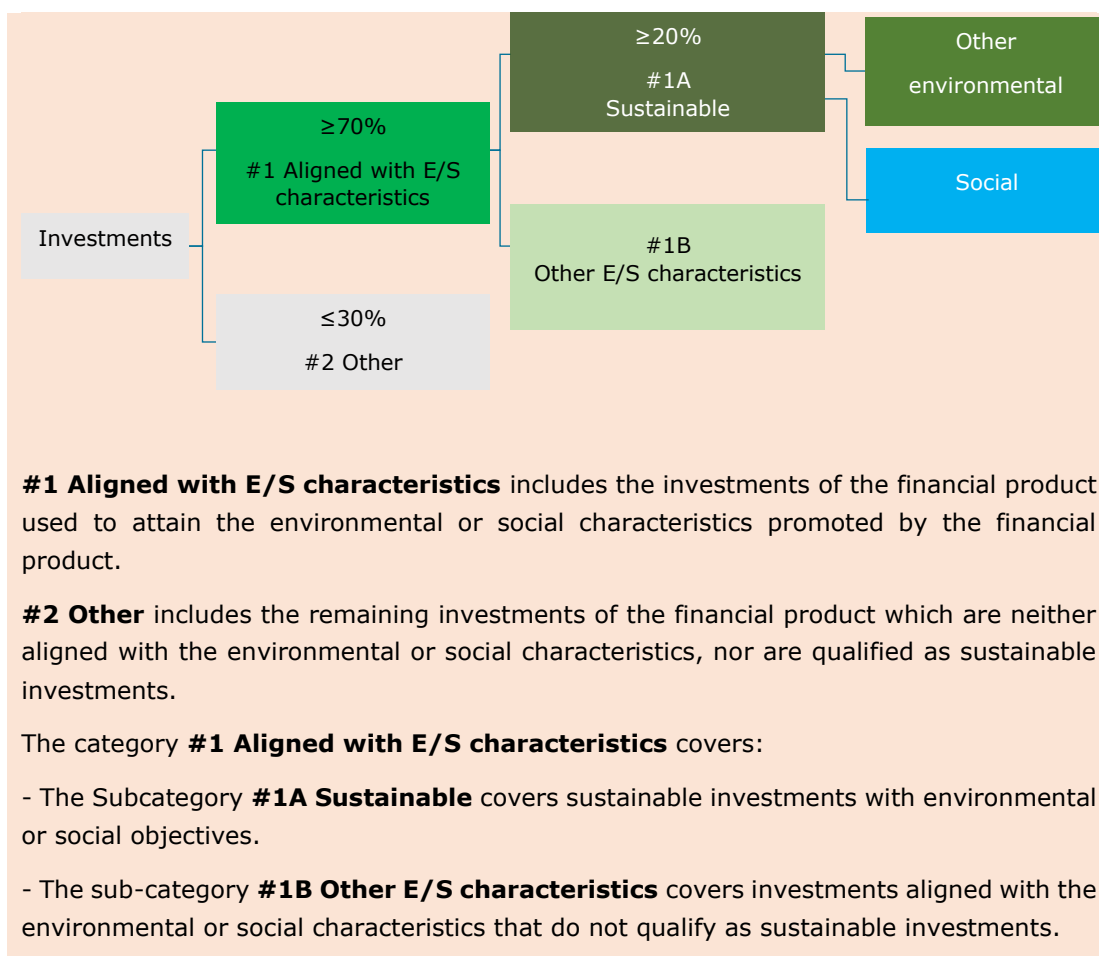 ≥20%
#1A
Sustainable
Other
environmental
≥70%
#1 Aligned with E/S
characteristics
Social
Investments
#1B
Other E/S characteristics
≤30%
#2 Other
#1 Aligned with E/S characteristics includes the investments of the financial product
used to attain the environmental or social characteristics promoted by the financial
product.
#2 Other includes the remaining investments of the financial product which are neither
aligned with the environmental or social characteristics, nor are qualified as sustainable
investments.
The category #1 Aligned with E/S characteristics covers:
- The Subcategory #1A Sustainable covers sustainable investments with environmental
or social objectives.
- The sub-category #1B Other E/S characteristics covers investments aligned with the
environmental or social characteristics that do not qualify as sustainable investments.